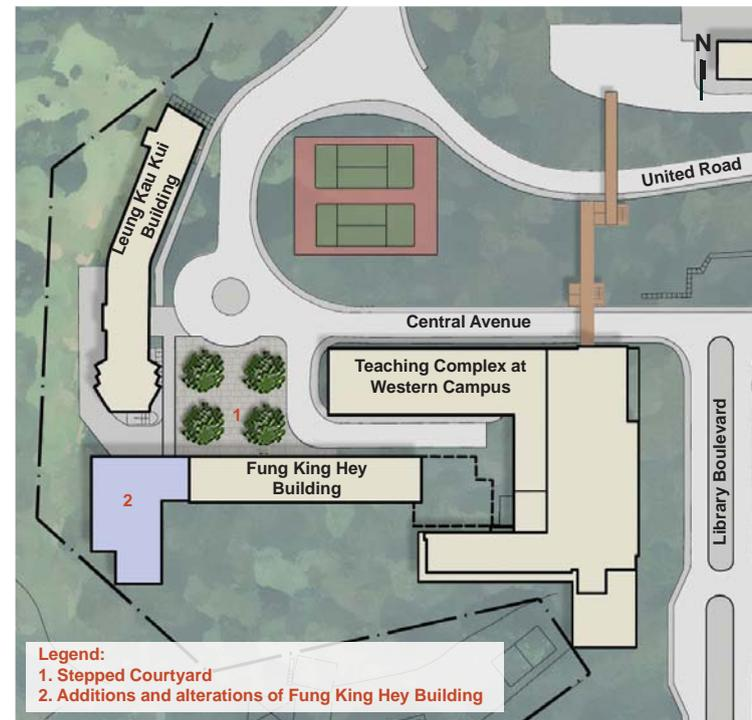 N
United Road
Leung Kau Kui
Building
Central Avenue
Teaching Complex at
Western Campus
Library Boulevard
1
Fung King Hey
Building
2
Legend:
1. Stepped Courtyard
2. Additions and alterations of Fung King Hey Building